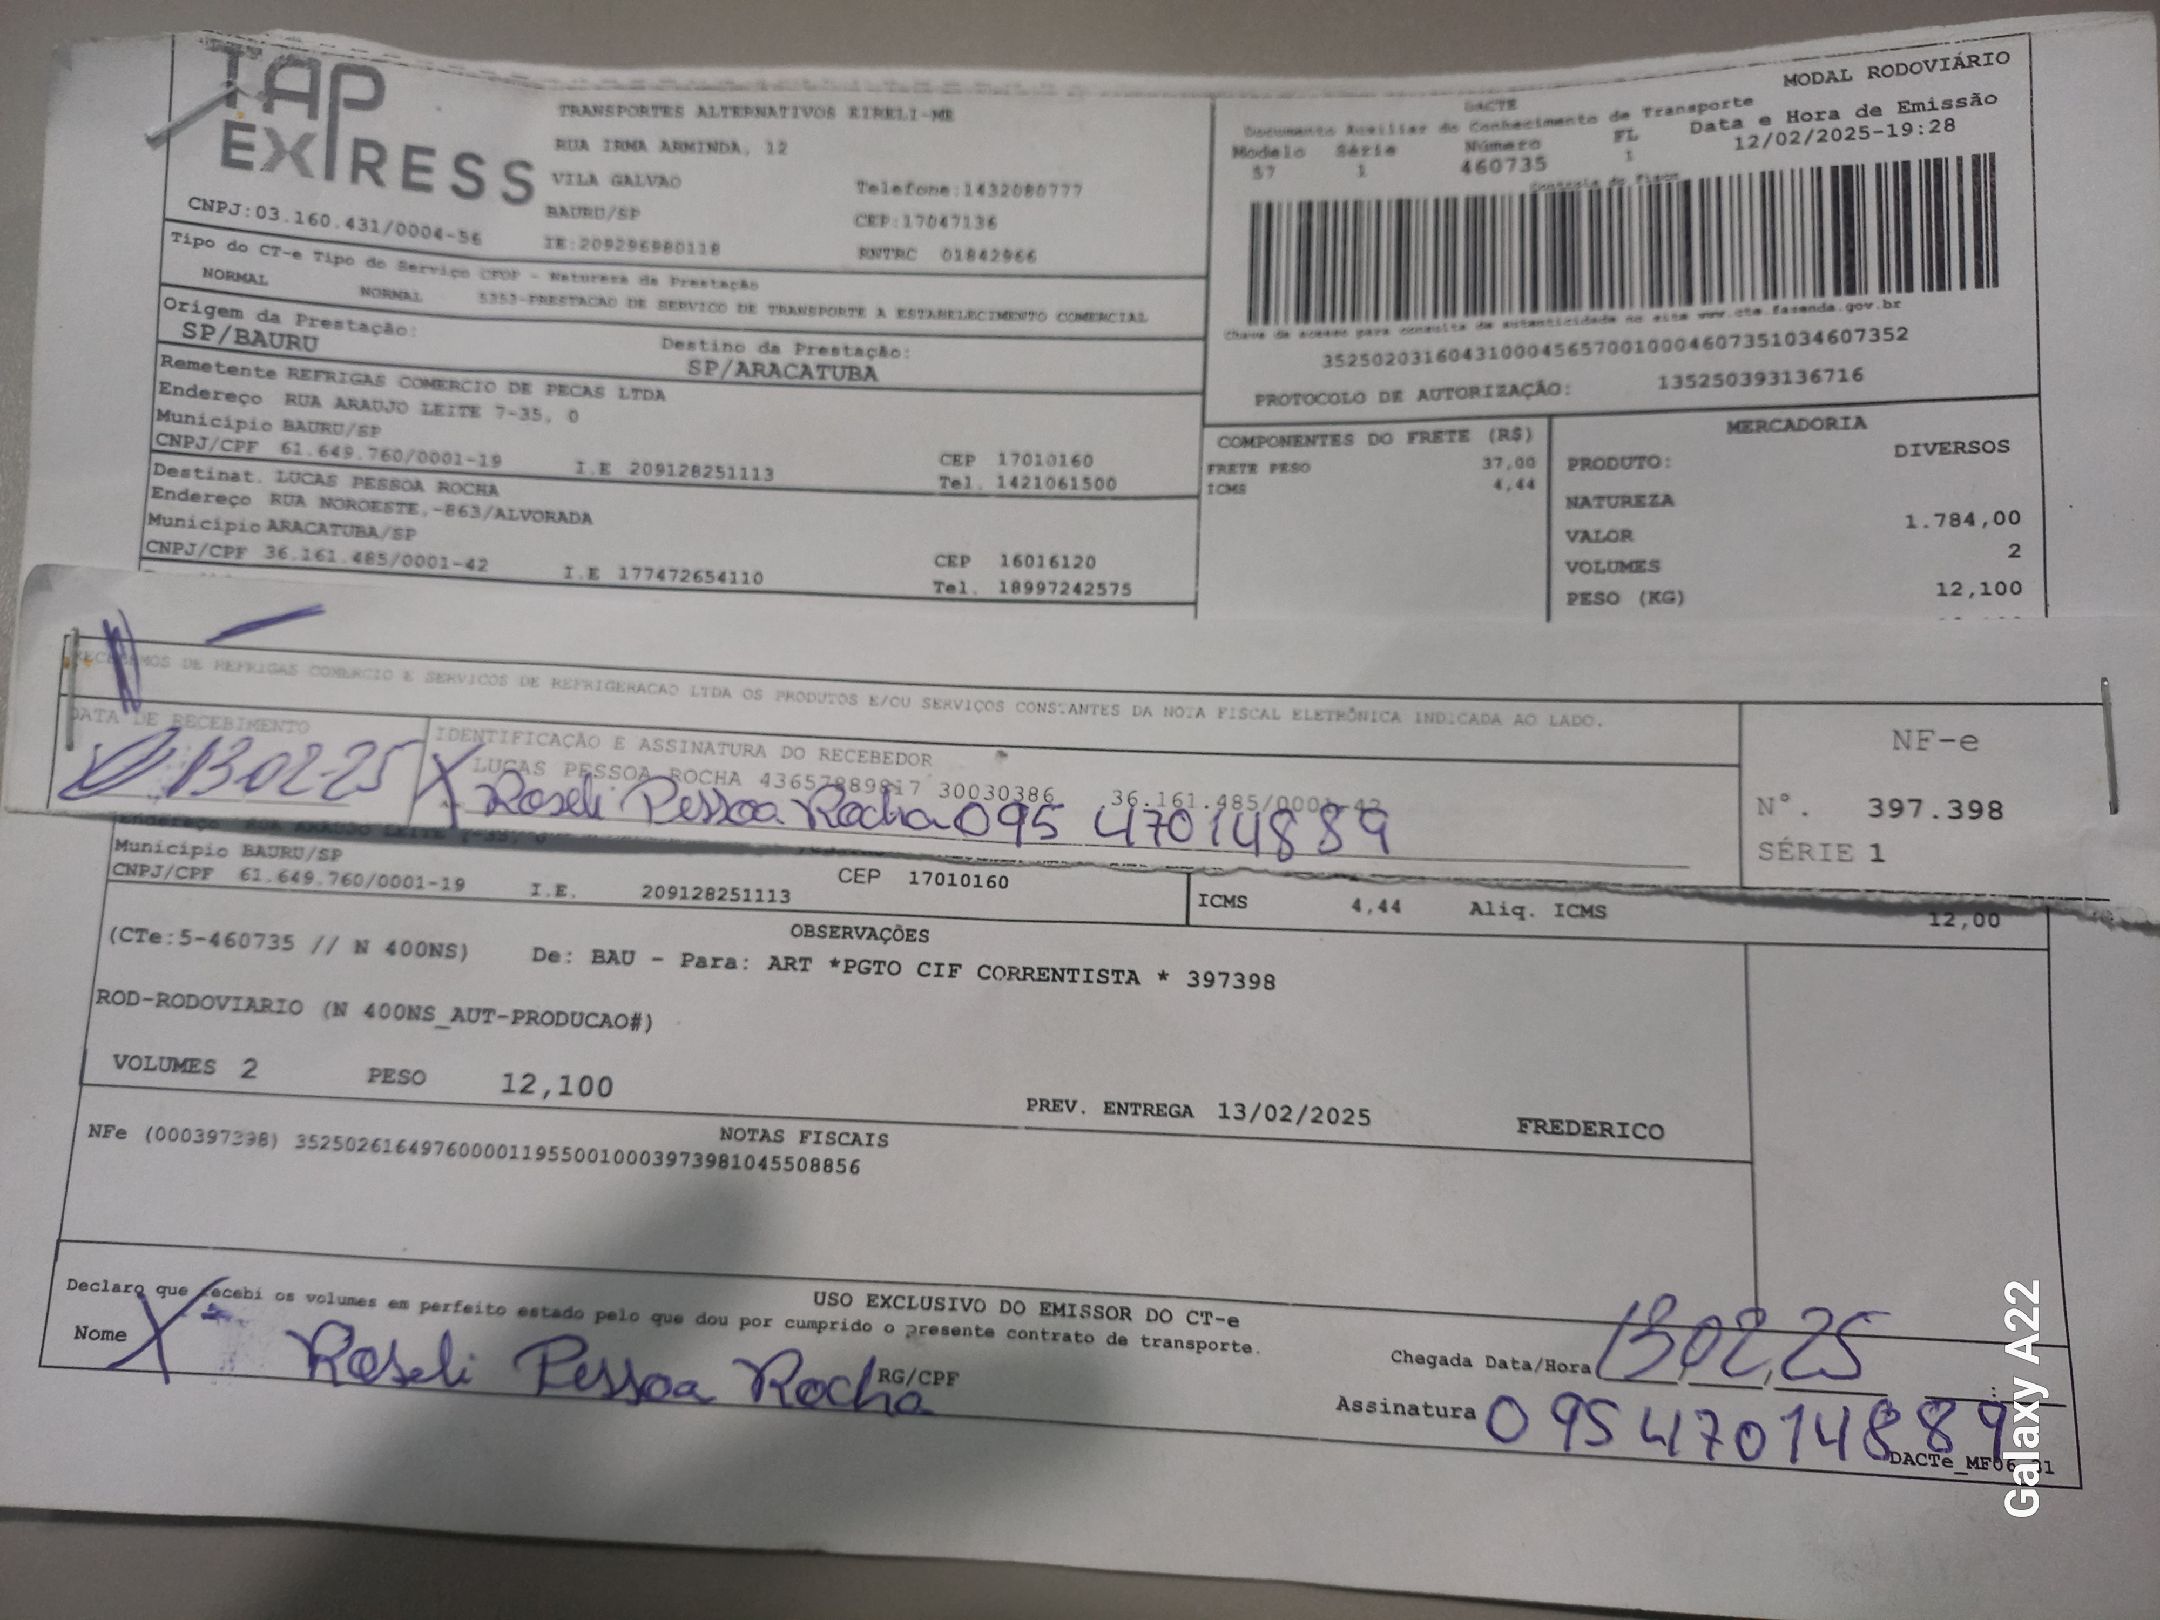 TAP
EXPRESS
TRANSPORTES ALTERNATIVOS EIRELI-ME
RUA IRMA ARMINDA, 12
VILA GALVAO
Telefone:1432080777
BAURU/SP
CEP:17047136
CNPJ:03.160.431/0004-56
IE:209296980118
RNTRC 01842966
MODAL RODOVIÁRIO
DACTE
Documento Auxiliar do Conhecimento de Transporte
Data e Hora de Emissão
12/02/2025-19:28
Modelo Série Número FL
57 1 460735 1
Controle do Fisco
Chave de acesso para consulta de autenticidade no site www.cte.fazenda.gov.br
35250203160431000456570010004607351034607352
PROTOCOLO DE AUTORIZAÇÃO: 135250393136716
Tipo do CT-e Tipo do Serviço CFOP - Natureza da Prestação
NORMAL NORMAL 5353-PRESTACAO DE SERVICO DE TRANSPORTE A ESTABELECIMENTO COMERCIAL
Origem da Prestação: Destino da Prestação:
SP/BAURU SP/ARACATUBA
Remetente REFRIGAS COMERCIO DE PECAS LTDA
Endereço RUA ARAUJO LEITE 7-35, 0
Município BAURU/SP CEP 17010160
CNPJ/CPF 61.649.760/0001-19 I.E 209128251113 Tel. 1421061500
Destinat. LUCAS PESSOA ROCHA
Endereço RUA NOROESTE,-863/ALVORADA
Município ARACATUBA/SP CEP 16016120
CNPJ/CPF 36.161.485/0001-42 I.E 177472654110 Tel. 18997242575
COMPONENTES DO FRETE (R$)
FRETE PESO 37,00
ICMS 4,44
MERCADORIA
PRODUTO: DIVERSOS
NATUREZA
VALOR 1.784,00
VOLUMES 2
PESO (KG) 12,100
RECEBEMOS DE REFRIGAS COMERCIO E SERVICOS DE REFRIGERACAO LTDA OS PRODUTOS E/OU SERVIÇOS CONSTANTES DA NOTA FISCAL ELETRÔNICA INDICADA AO LADO.
DATA DE RECEBIMENTO
13 02 25
IDENTIFICAÇÃO E ASSINATURA DO RECEBEDOR
LUCAS PESSOA ROCHA 43657889817 30030386 36.161.485/0001-42
X Roseli Pessoa Rocha 095 47014889
NF-e
Nº. 397.398
SÉRIE 1
Endereço RUA ARAUJO LEITE 7-35, 0
Município BAURU/SP CEP 17010160
CNPJ/CPF 61.649.760/0001-19 I.E. 209128251113
ICMS 4,44 Aliq. ICMS 12,00
OBSERVAÇÕES
(CTe:5-460735 // N 400NS) De: BAU - Para: ART *PGTO CIF CORRENTISTA * 397398
ROD-RODOVIARIO (N 400NS_AUT-PRODUCAO#)
VOLUMES 2 PESO 12,100
PREV. ENTREGA 13/02/2025 FREDERICO
NOTAS FISCAIS
NFe (000397398) 35250261649760000119550010003973981045508856
USO EXCLUSIVO DO EMISSOR DO CT-e
Declaro que recebi os volumes em perfeito estado pelo que dou por cumprido o presente contrato de transporte.
Nome X Roseli Pessoa Rocha RG/CPF
Chegada Data/Hora 13 02, 25
Assinatura 09547014889
Galaxy A22